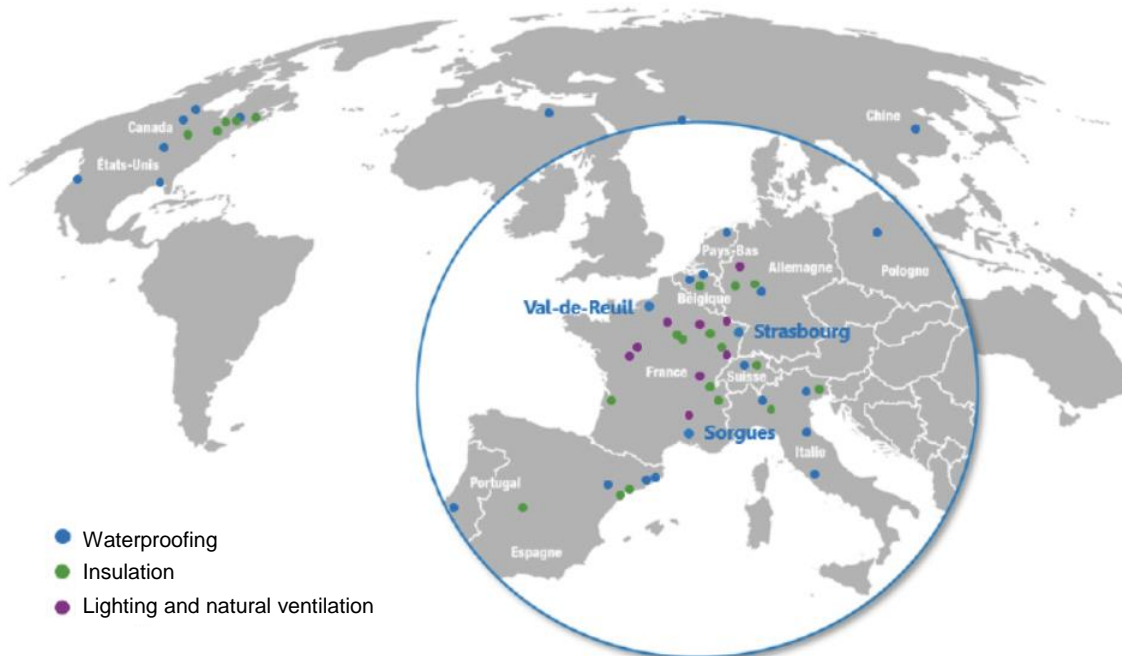 Canada
Chine
États-Unis
Pays-Bas
Allemagne
Pologne
Belgique
Val-de-Reuil
Strasbourg
France
Suisse
Sorgues
Italie
Portugal
Espagne
Waterproofing
Insulation
Lighting and natural ventilation